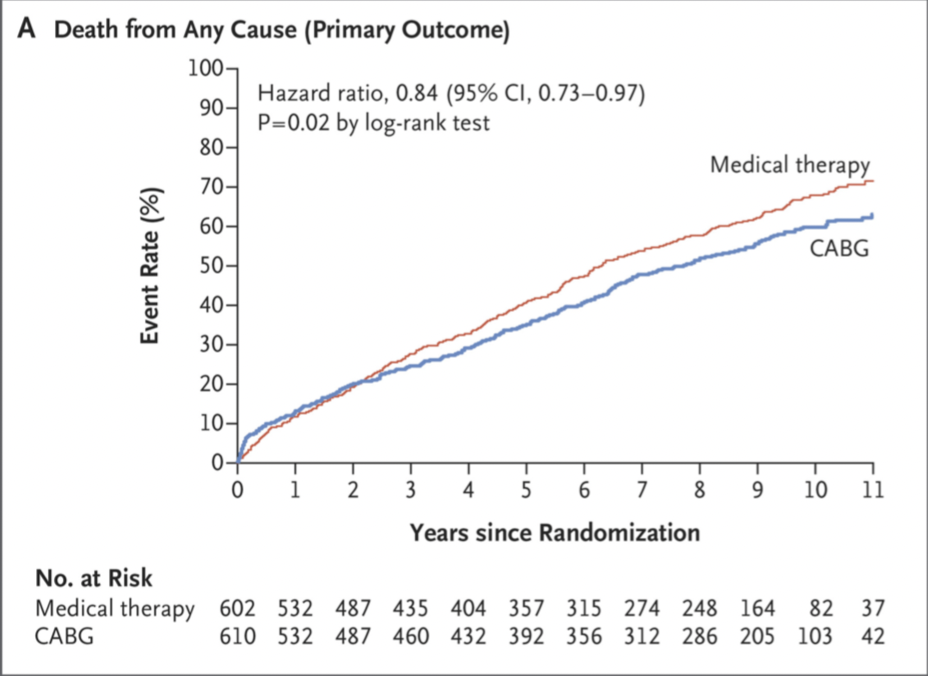 A Death from Any Cause (Primary Outcome)
Hazard ratio, 0.84 (95% CI, 0.73–0.97)
P=0.02 by log-rank test
Event Rate (%)
100
90
80
70
60
50
40
30
20
10
0
Medical therapy
CABG
0 1 2 3 4 5 6 7 8 9 10 11
Years since Randomization
No. at Risk
Medical therapy 602 532 487 435 404 357 315 274 248 164 82 37
CABG 610 532 487 460 432 392 356 312 286 205 103 42